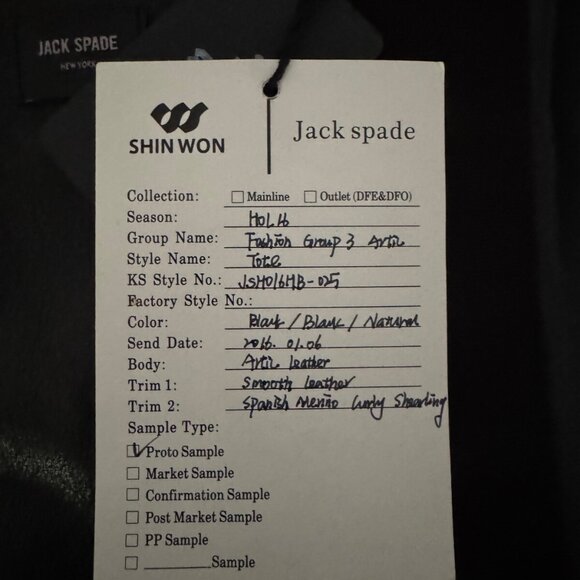 JACK SPADE
NEW YORK
SHIN WON
Jack spade
Collection: Mainline Outlet (DFE&DFO)
Season: HOL16
Group Name: Fashion Group 3 Artic
Style Name: Tote
KS Style No.: JSH016HB-025
Factory Style No.:
Color: Black / Black / Natural
Send Date: 2016. 01. 06
Body: Artic leather
Trim 1: Smooth leather
Trim 2: Spanish Merino Curly Shearling
Sample Type:
Proto Sample
Market Sample
Confirmation Sample
Post Market Sample
PP Sample
Sample